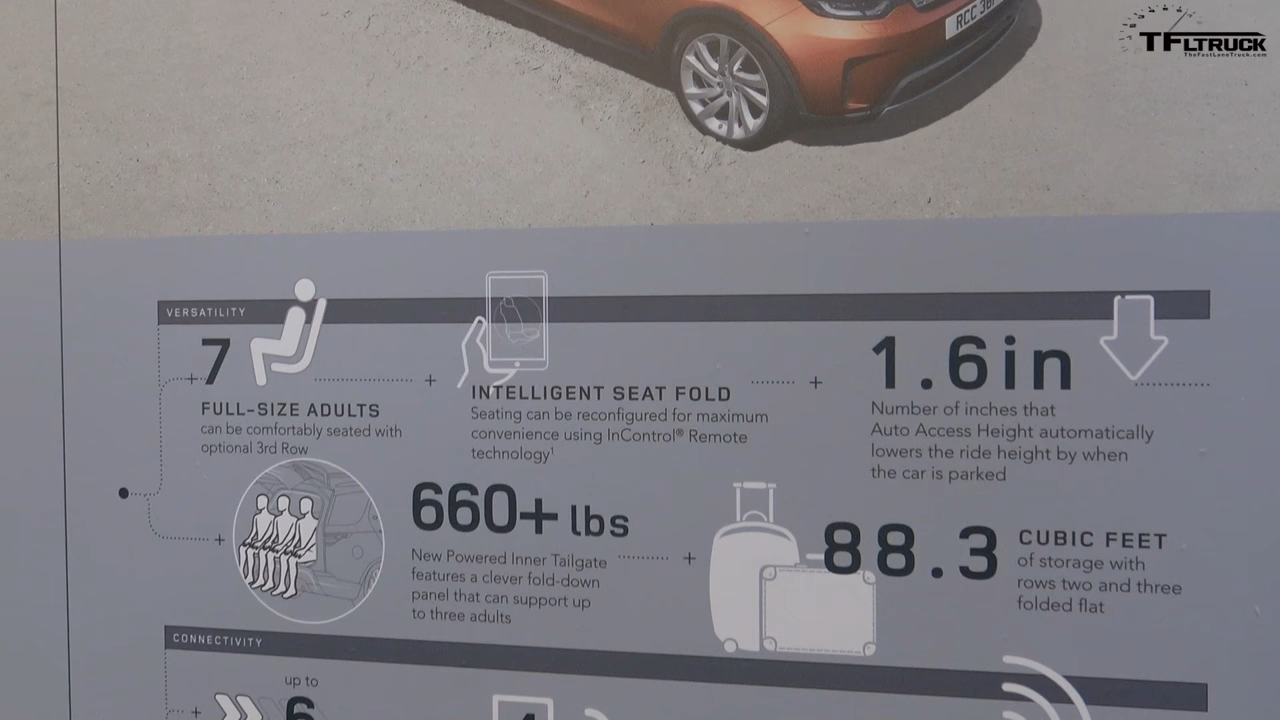 RCC 38
TFLTRUCK
TheFastLaneTruck.com
VERSATILITY
7
FULL-SIZE ADULTS
can be comfortably seated with
optional 3rd Row
INTELLIGENT SEAT FOLD
Seating can be reconfigured for maximum
convenience using InControl® Remote
technology¹
1.6in
Number of inches that
Auto Access Height automatically
lowers the ride height by when
the car is parked
660+ lbs
New Powered Inner Tailgate
features a clever fold-down
panel that can support up
to three adults
88.3
CUBIC FEET
of storage with
rows two and three
folded flat
CONNECTIVITY
up to
6